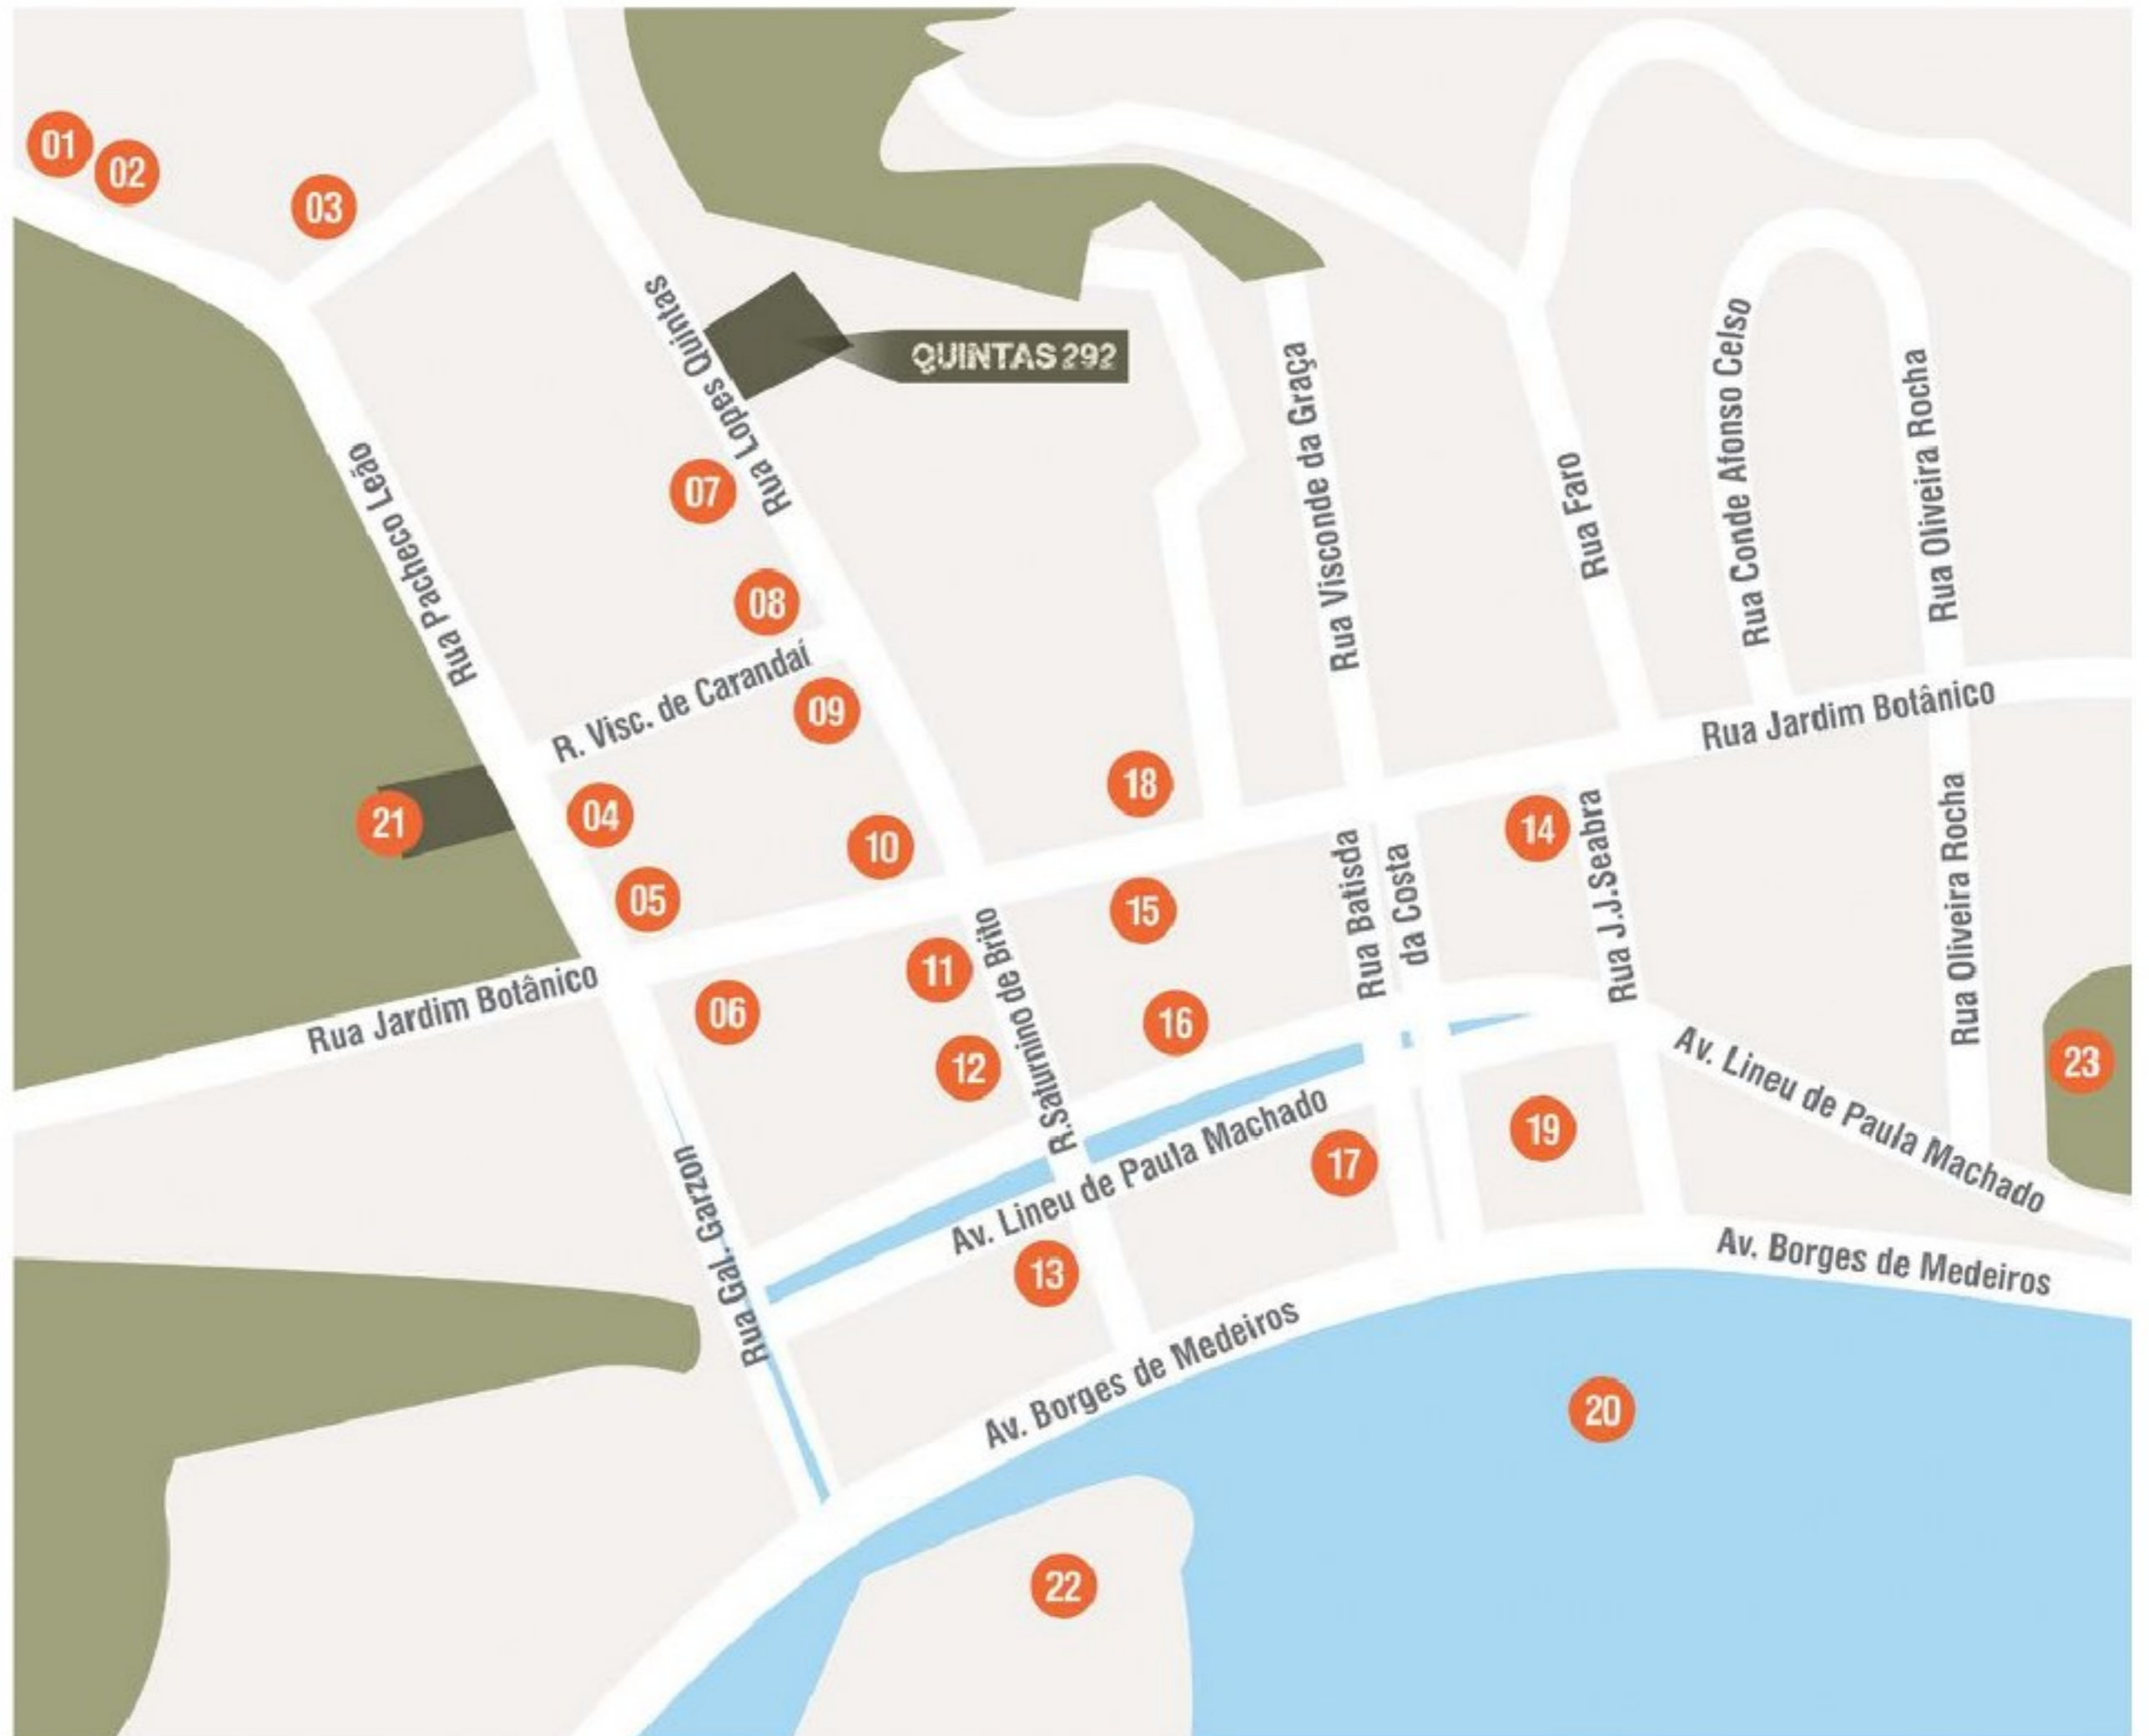 01
02
03
Rua Lopes Quintas
QUINTAS 292
Rua Visconde da Graça
Rua Conde Afonso Celso
Rua Oliveira Rocha
Rua Pacheco Leão
Rua Faro
07
08
R. Visc. de Carandaí
09
Rua Jardim Botânico
21
04
10
18
14
Rua J.J.Seabra
Rua Oliveira Rocha
05
15
Rua Batisda
da Costa
Rua Jardim Botânico
06
11
R.Saturnino de Brito
16
12
Av. Lineu de Paula Machado
23
Rua Gal. Garzon
Av. Lineu de Paula Machado
17
19
13
Av. Borges de Medeiros
Av. Borges de Medeiros
20
22